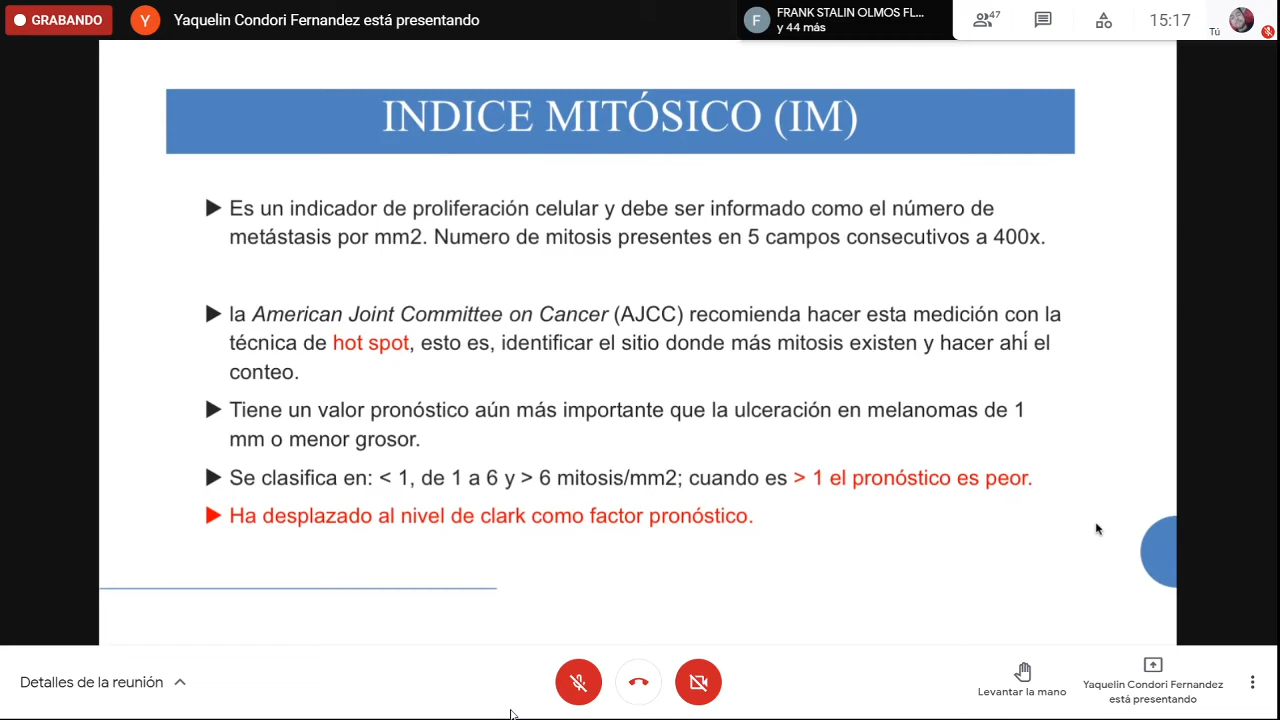 GRABANDO
Y
Yaquelin Condori Fernandez está presentando
F
FRANK STALIN OLMOS FL...
y 44 más
47
15:17
Tú
INDICE MITÓSICO (IM)
Es un indicador de proliferación celular y debe ser informado como el número de
metástasis por mm2. Numero de mitosis presentes en 5 campos consecutivos a 400x.
la American Joint Committee on Cancer (AJCC) recomienda hacer esta medición con la
técnica de hot spot, esto es, identificar el sitio donde más mitosis existen y hacer ahí el
conteo.
Tiene un valor pronóstico aún más importante que la ulceración en melanomas de 1
mm o menor grosor.
Se clasifica en: < 1, de 1 a 6 y > 6 mitosis/mm2; cuando es > 1 el pronóstico es peor.
Ha desplazado al nivel de clark como factor pronóstico.
Detalles de la reunión
Levantar la mano
Yaquelin Condori Fernandez
está presentando